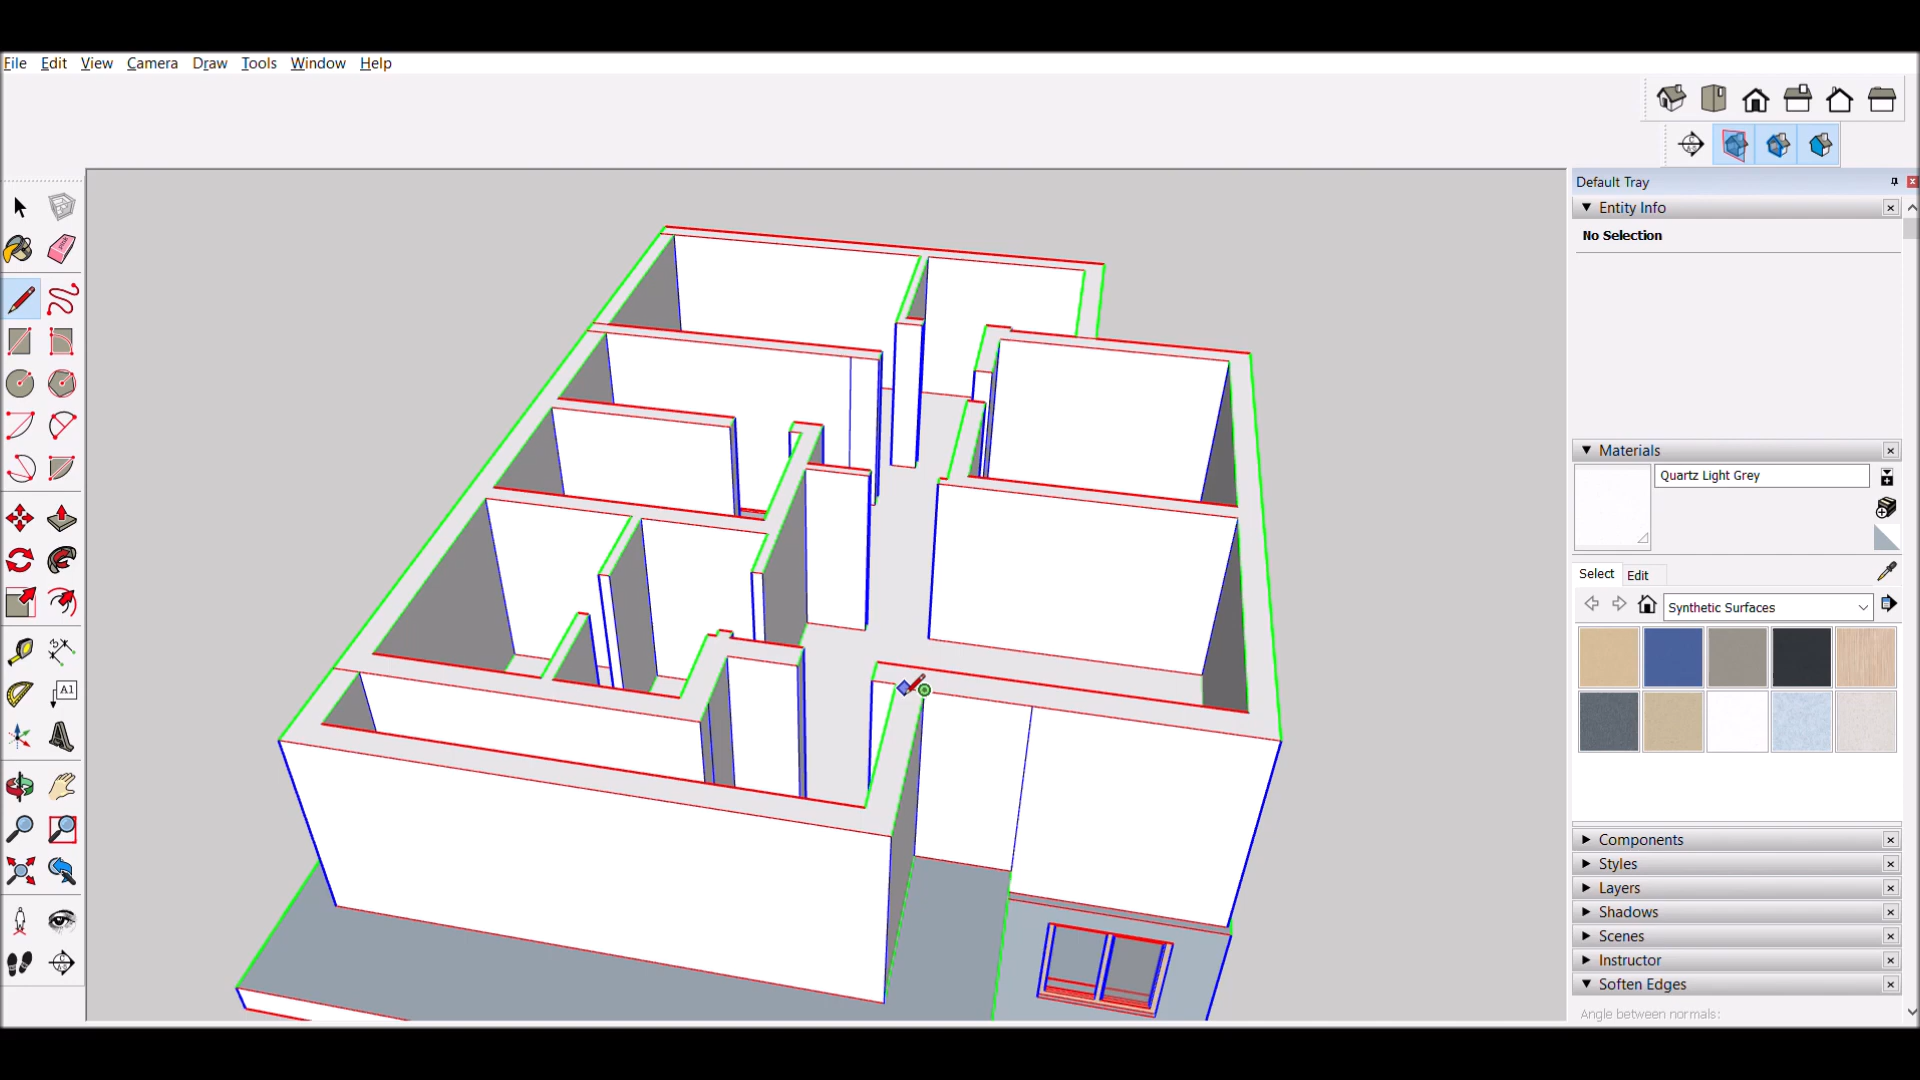 File Edit View Camera Draw Tools Window Help
Default Tray
Entity Info
No Selection
Materials
Quartz Light Grey
Select Edit
Synthetic Surfaces
A1
Components
Styles
Layers
Shadows
Scenes
Instructor
Soften Edges
Angle between normals: